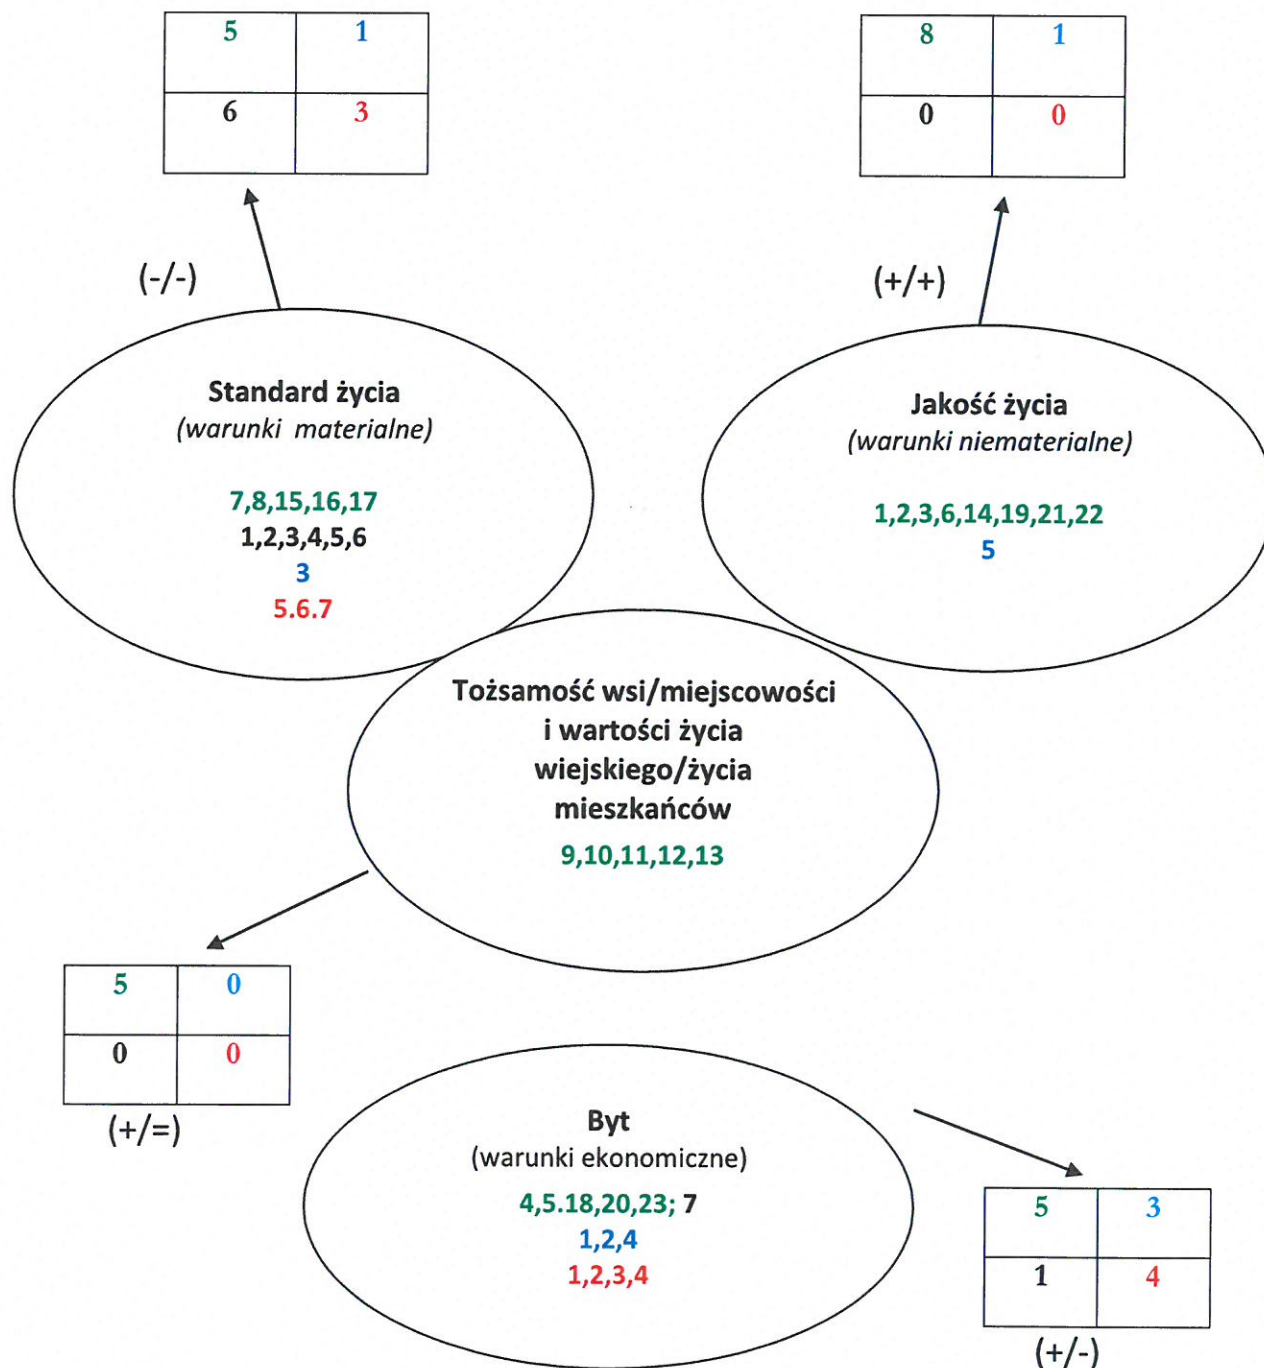 5 1
6 3
8 1
0 0
(-/-)
(+/+)
Standard życia
(warunki materialne)
7,8,15,16,17
1,2,3,4,5,6
3
5.6.7
Jakość życia
(warunki niematerialne)
1,2,3,6,14,19,21,22
5
Tożsamość wsi/miejscowości
i wartości życia
wiejskiego/życia
mieszkańców
9,10,11,12,13
5 0
0 0
(+/=)
Byt
(warunki ekonomiczne)
4,5.18,20,23; 7
1,2,4
1,2,3,4
5 3
1 4
(+/-)